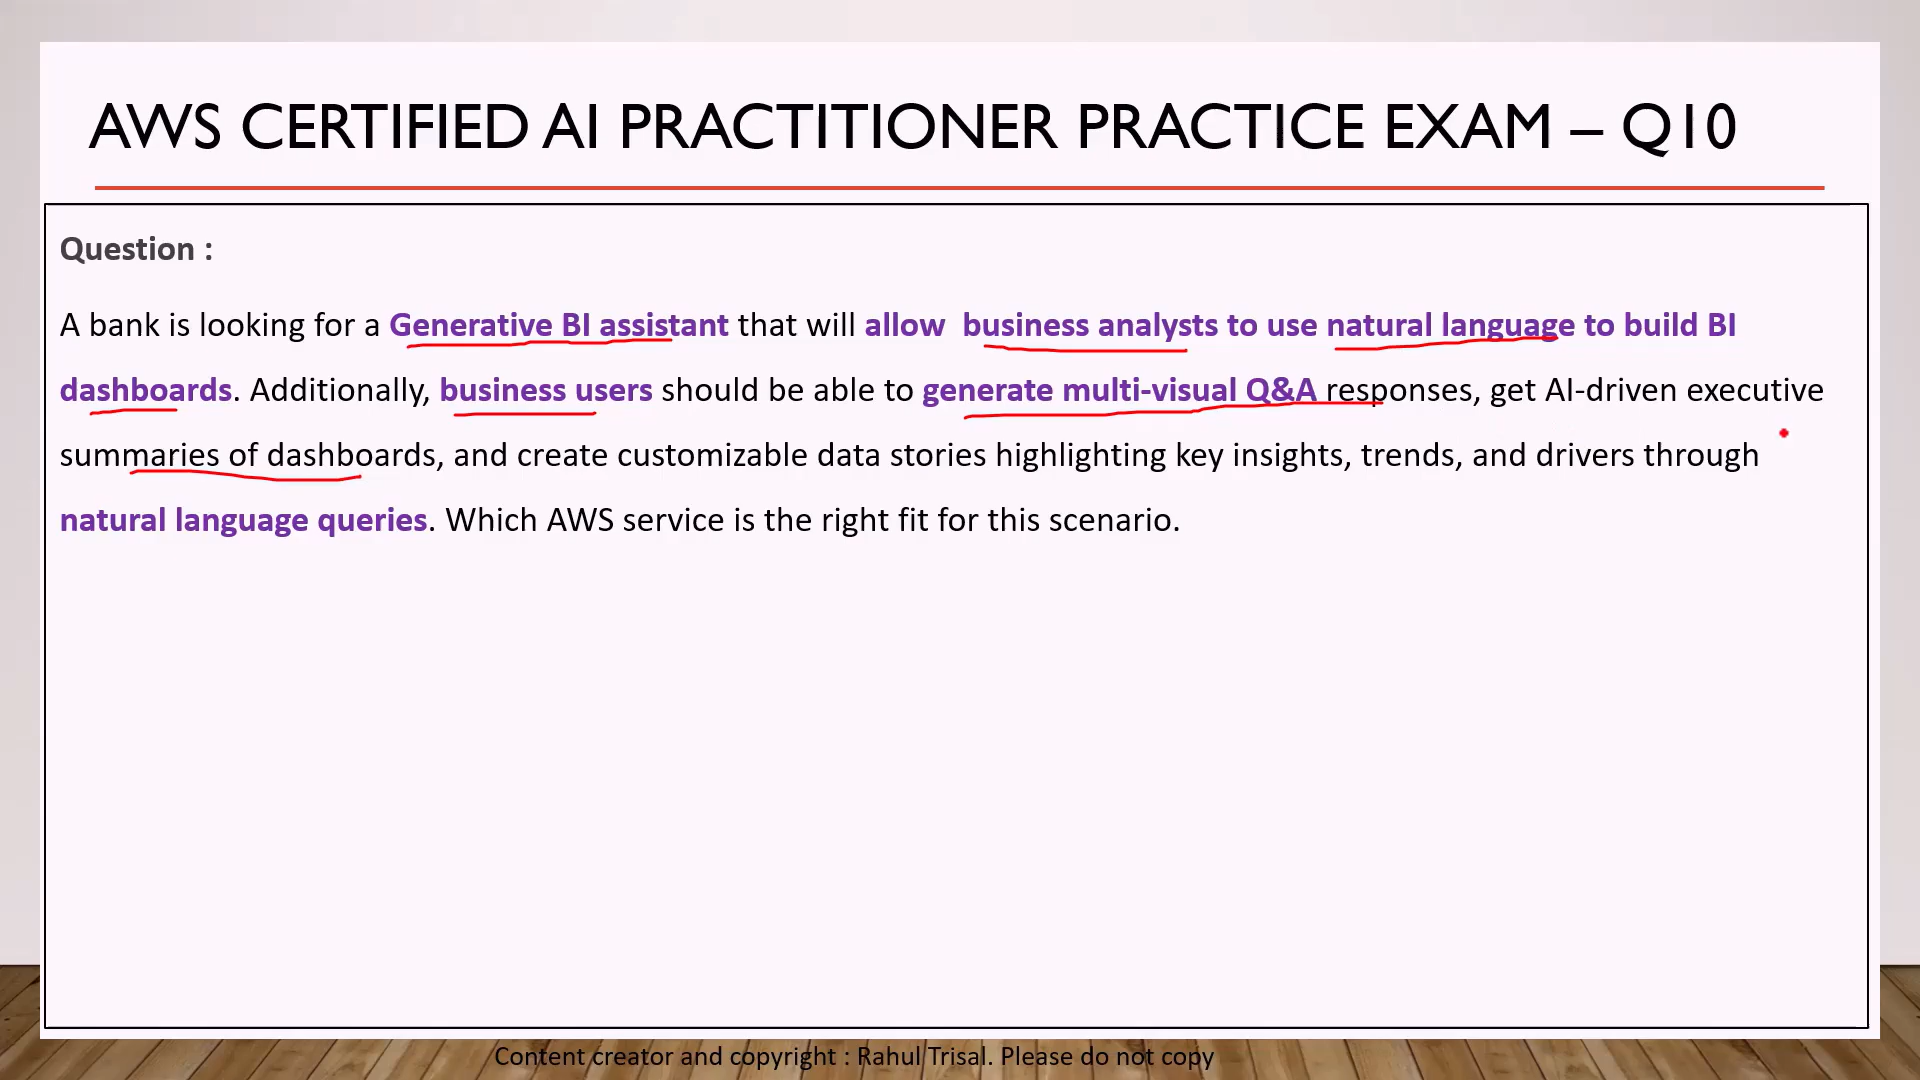 AWS CERTIFIED AI PRACTITIONER PRACTICE EXAM – Q10
Question :
A bank is looking for a Generative BI assistant that will allow  business analysts to use natural language to build BI
dashboards. Additionally, business users should be able to generate multi-visual Q&A responses, get AI-driven executive
summaries of dashboards, and create customizable data stories highlighting key insights, trends, and drivers through
natural language queries. Which AWS service is the right fit for this scenario.
Content creator and copyright : Rahul Trisal. Please do not copy